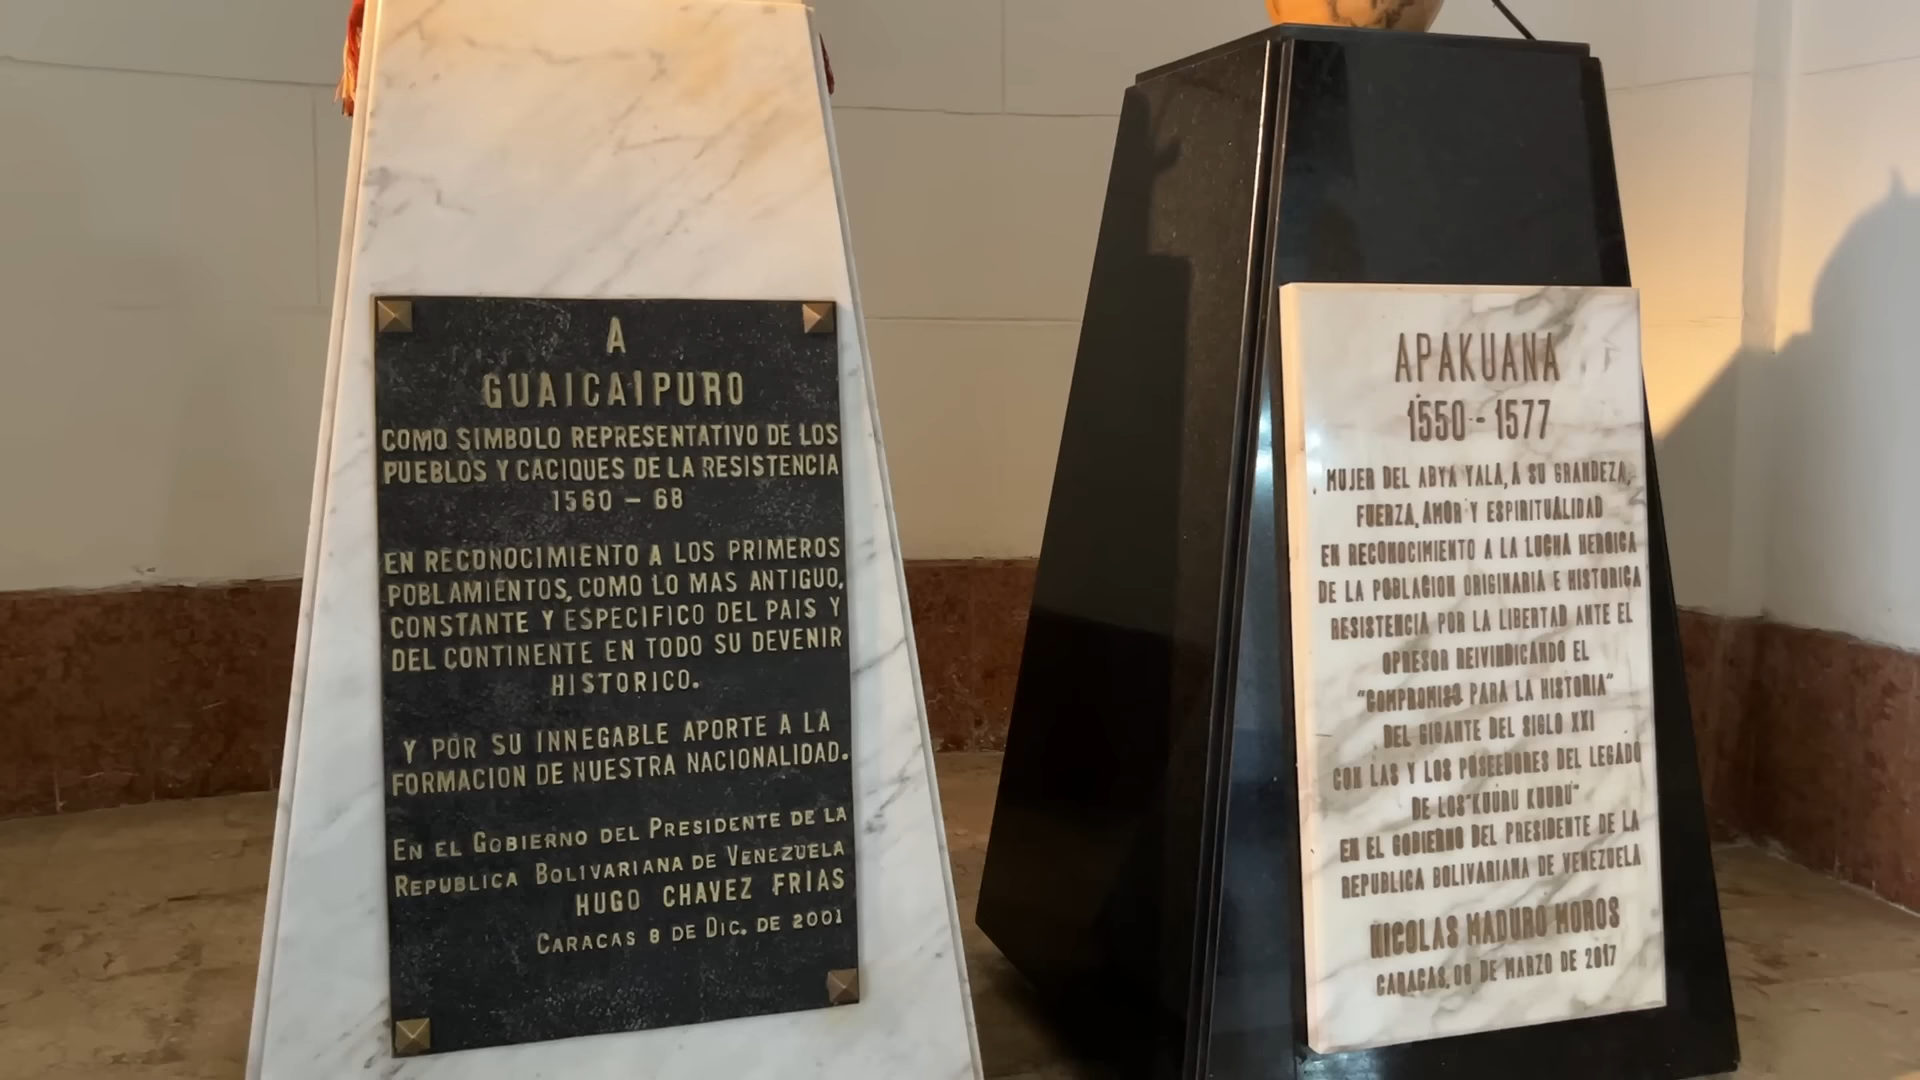 A
GUAICAIPURO
COMO SIMBOLO REPRESENTATIVO DE LOS
PUEBLOS Y CACIQUES DE LA RESISTENCIA
1560 - 68
EN RECONOCIMIENTO A LOS PRIMEROS
POBLAMIENTOS, COMO LO MAS ANTIGUO,
CONSTANTE Y ESPECIFICO DEL PAIS Y
DEL CONTINENTE EN TODO SU DEVENIR
HISTORICO.
Y POR SU INNEGABLE APORTE A LA
FORMACION DE NUESTRA NACIONALIDAD.
EN EL GOBIERNO DEL PRESIDENTE DE LA
REPUBLICA BOLIVARIANA DE VENEZUELA
HUGO CHAVEZ FRIAS
CARACAS 8 DE DIC. DE 2001
APAKUANA
1550 - 1577
MUJER DEL ABYA YALA, A SU GRANDEZA,
FUERZA, AMOR Y ESPIRITUALIDAD
EN RECONOCIMIENTO A LA LUCHA HEROICA
DE LA POBLACION ORIGINARIA E HISTORICA
RESISTENCIA POR LA LIBERTAD ANTE EL
OPRESOR REIVINDICANDO EL
"COMPROMISO PARA LA HISTORIA"
DEL GIGANTE DEL SIGLO XXI
CON LAS Y LOS POSEEDORES DEL LEGADO
DE LOS "KUURU KUURU"
EN EL GOBIERNO DEL PRESIDENTE DE LA
REPUBLICA BOLIVARIANA DE VENEZUELA
NICOLAS MADURO MOROS
CARACAS, 08 DE MARZO DE 2017